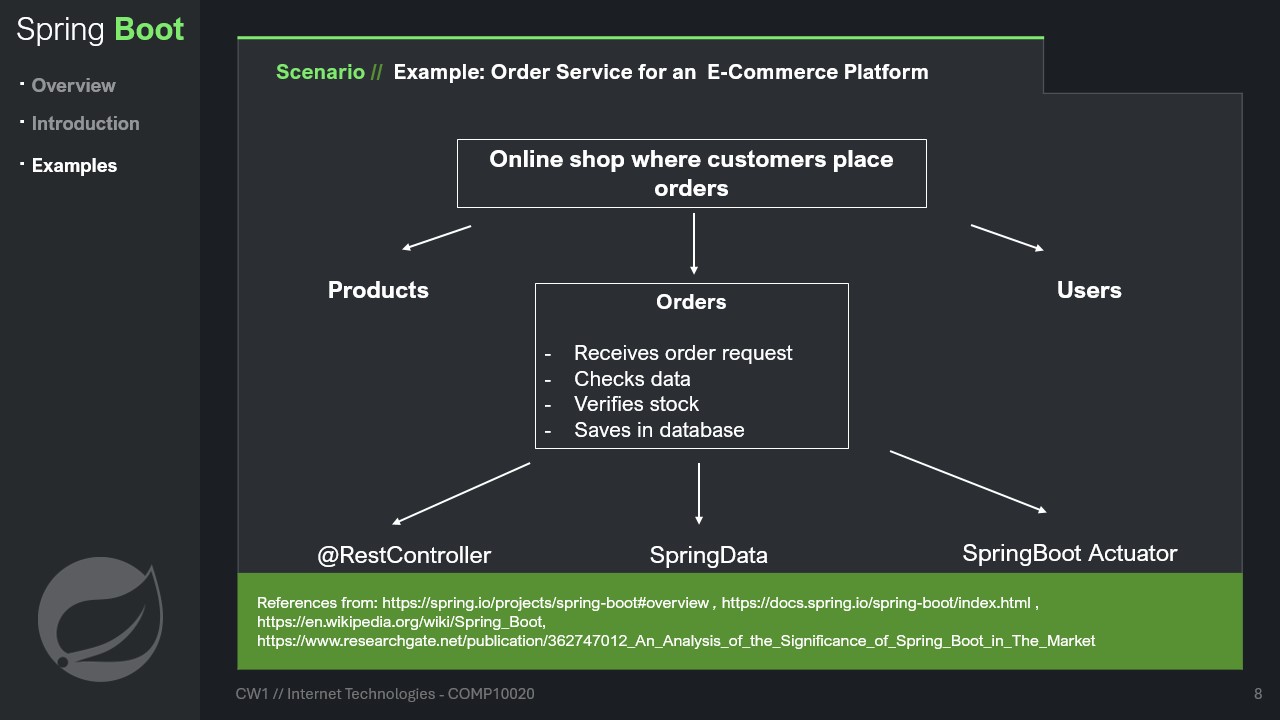 Spring Boot
· Overview
· Introduction
· Examples
Scenario // Example: Order Service for an E-Commerce Platform
Online shop where customers place
orders
Products
Users
Orders
- Receives order request
- Checks data
- Verifies stock
- Saves in database
@RestController
SpringData
SpringBoot Actuator
References from: https://spring.io/projects/spring-boot#overview , https://docs.spring.io/spring-boot/index.html ,
https://en.wikipedia.org/wiki/Spring_Boot,
https://www.researchgate.net/publication/362747012_An_Analysis_of_the_Significance_of_Spring_Boot_in_The_Market
CW1 // Internet Technologies - COMP10020
8